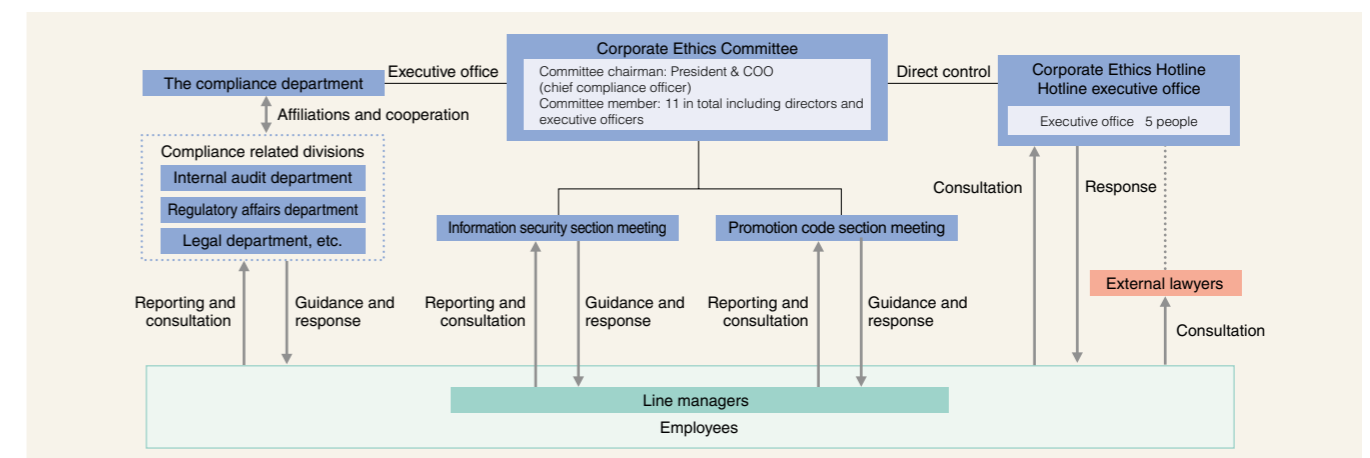 Corporate Ethics Committee
Committee chairman: President & COO
(chief compliance officer)
Committee member: 11 in total including directors and
executive officers
Executive office
The compliance department
Direct control
Corporate Ethics Hotline
Hotline executive office
Executive office 5 people
Affiliations and cooperation
Compliance related divisions
Internal audit department
Regulatory affairs department
Legal department, etc.
Information security section meeting
Promotion code section meeting
Consultation
Response
External lawyers
Reporting and
consultation
Guidance and
response
Reporting and
consultation
Guidance and
response
Reporting and
consultation
Guidance and
response
Consultation
Line managers
Employees